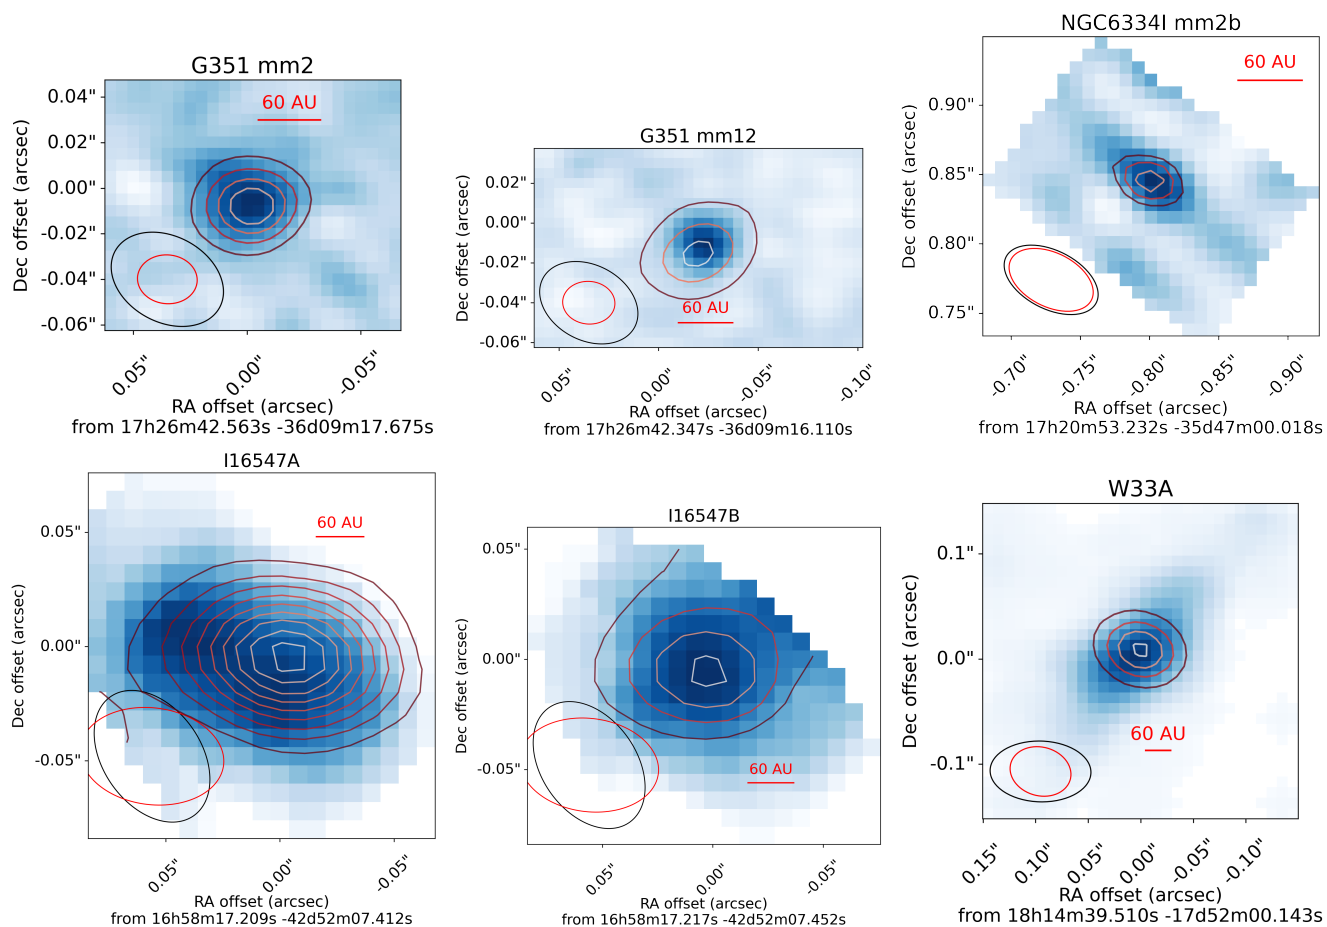 G351 mm2
60 AU
0.04"
0.02"
0.00"
-0.02"
-0.04"
-0.06"
Dec offset (arcsec)
0.05"
0.00"
-0.05"
RA offset (arcsec)
from 17h26m42.563s -36d09m17.675s
G351 mm12
0.02"
0.00"
-0.02"
-0.04"
-0.06"
Dec offset (arcsec)
60 AU
0.05"
0.00"
-0.05"
-0.10"
RA offset (arcsec)
from 17h26m42.347s -36d09m16.110s
NGC6334I mm2b
60 AU
0.90"
0.85"
0.80"
0.75"
Dec offset (arcsec)
-0.70"
-0.75"
-0.80"
-0.85"
-0.90"
RA offset (arcsec)
from 17h20m53.232s -35d47m00.018s
I16547A
60 AU
0.05"
0.00"
-0.05"
Dec offset (arcsec)
0.05"
0.00"
-0.05"
RA offset (arcsec)
from 16h58m17.209s -42d52m07.412s
I16547B
0.05"
0.00"
-0.05"
Dec offset (arcsec)
60 AU
0.05"
0.00"
-0.05"
RA offset (arcsec)
from 16h58m17.217s -42d52m07.452s
W33A
0.1"
0.0"
-0.1"
Dec offset (arcsec)
60 AU
0.15"
0.10"
0.05"
0.00"
-0.05"
-0.10"
RA offset (arcsec)
from 18h14m39.510s -17d52m00.143s